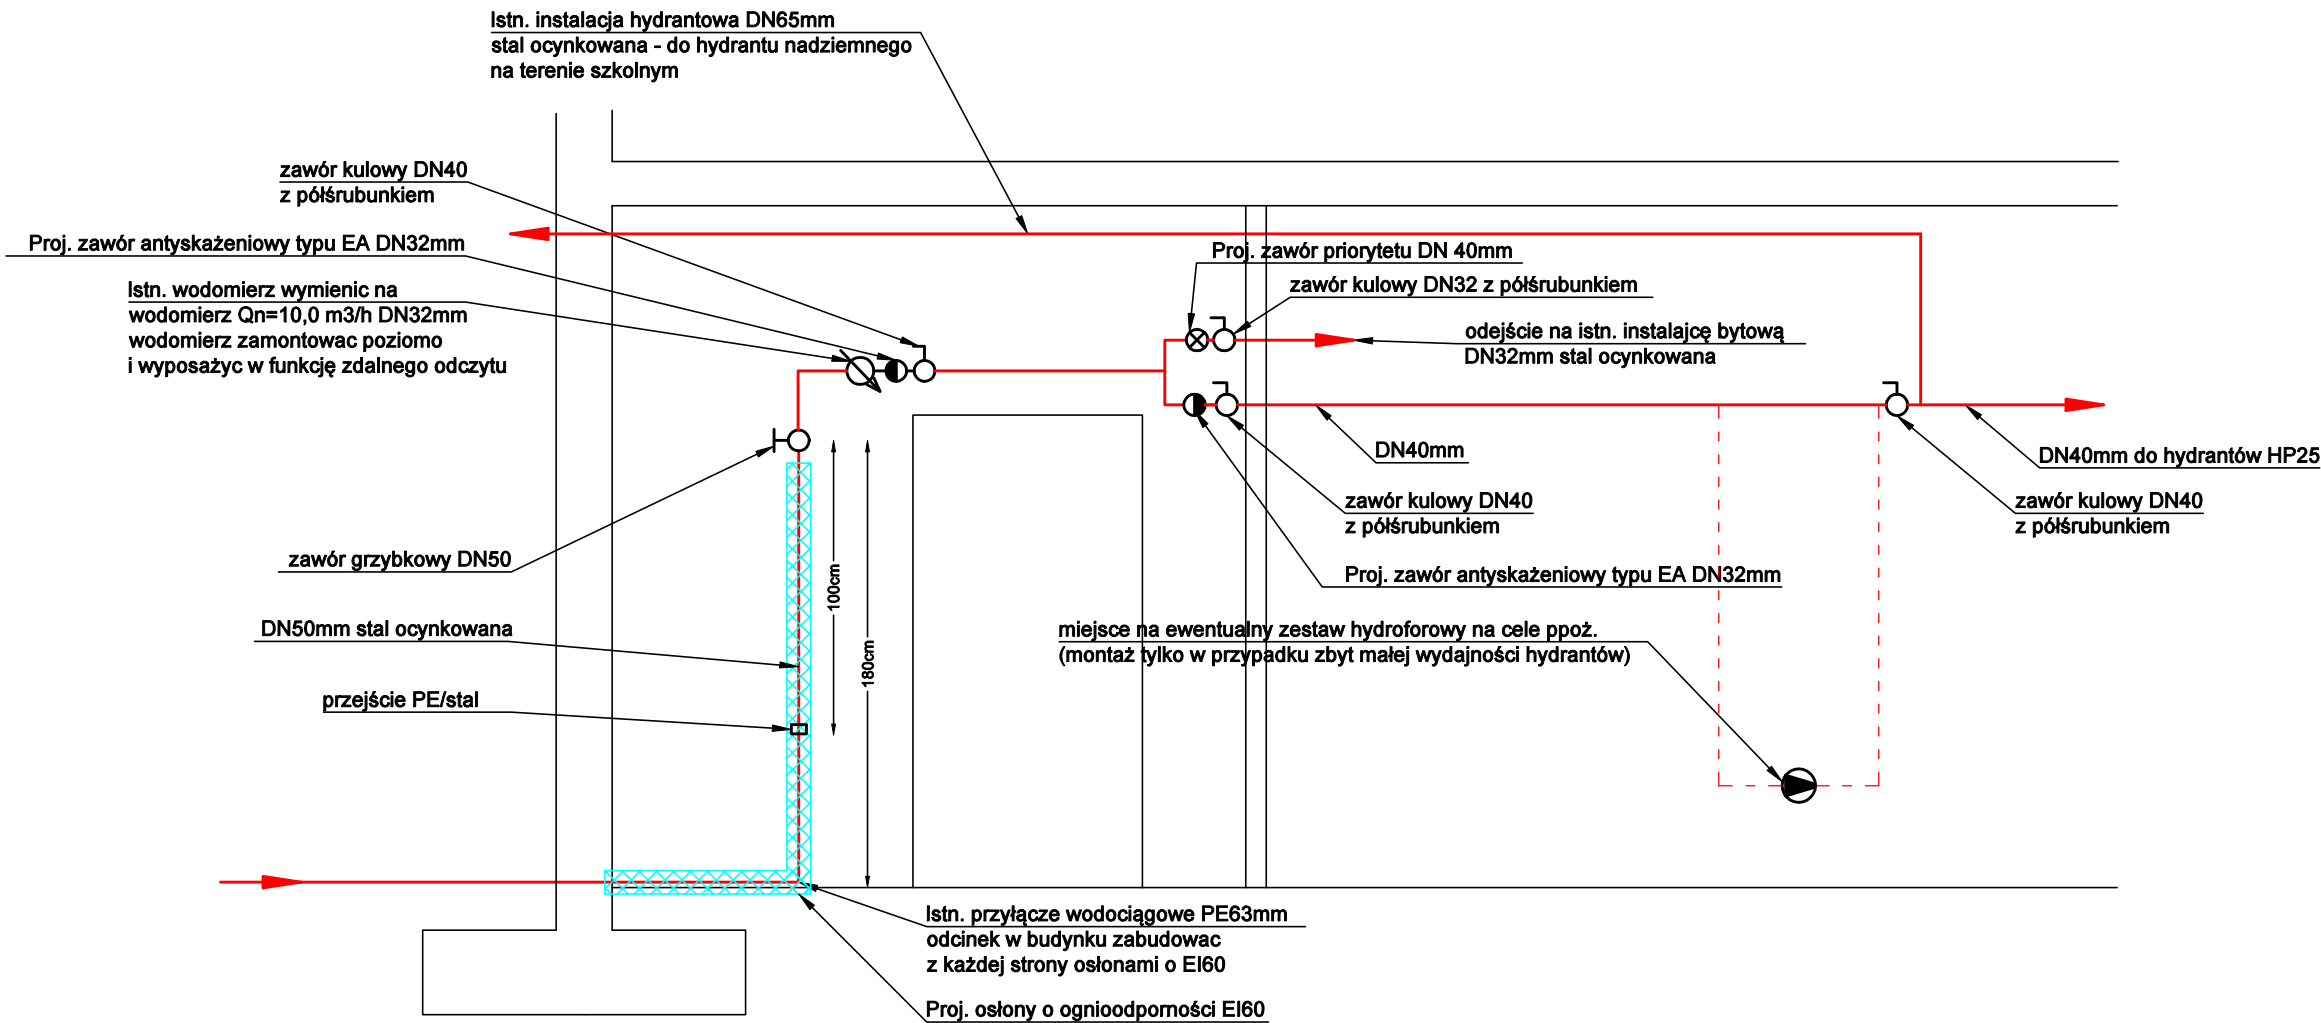 Istn. instalacja hydrantowa DN65mm
stal ocynkowana - do hydrantu nadziemnego
na terenie szkolnym
zawór kulowy DN40
z półśrubunkiem
Proj. zawór antyskażeniowy typu EA DN32mm
Istn. wodomierz wymienic na
wodomierz Qn=10,0 m3/h DN32mm
wodomierz zamontowac poziomo
i wyposażyc w funkcję zdalnego odczytu
Proj. zawór priorytetu DN 40mm
zawór kulowy DN32 z półśrubunkiem
odejście na istn. instalajcę bytową
DN32mm stal ocynkowana
DN40mm
DN40mm do hydrantów HP25
zawór kulowy DN40
z półśrubunkiem
zawór kulowy DN40
z półśrubunkiem
zawór grzybkowy DN50
Proj. zawór antyskażeniowy typu EA DN32mm
100cm
180cm
DN50mm stal ocynkowana
miejsce na ewentualny zestaw hydroforowy na cele ppoż.
(montaż tylko w przypadku zbyt małej wydajności hydrantów)
przejście PE/stal
Istn. przyłącze wodociągowe PE63mm
odcinek w budynku zabudowac
z każdej strony osłonami o EI60
Proj. osłony o ognioodporności EI60